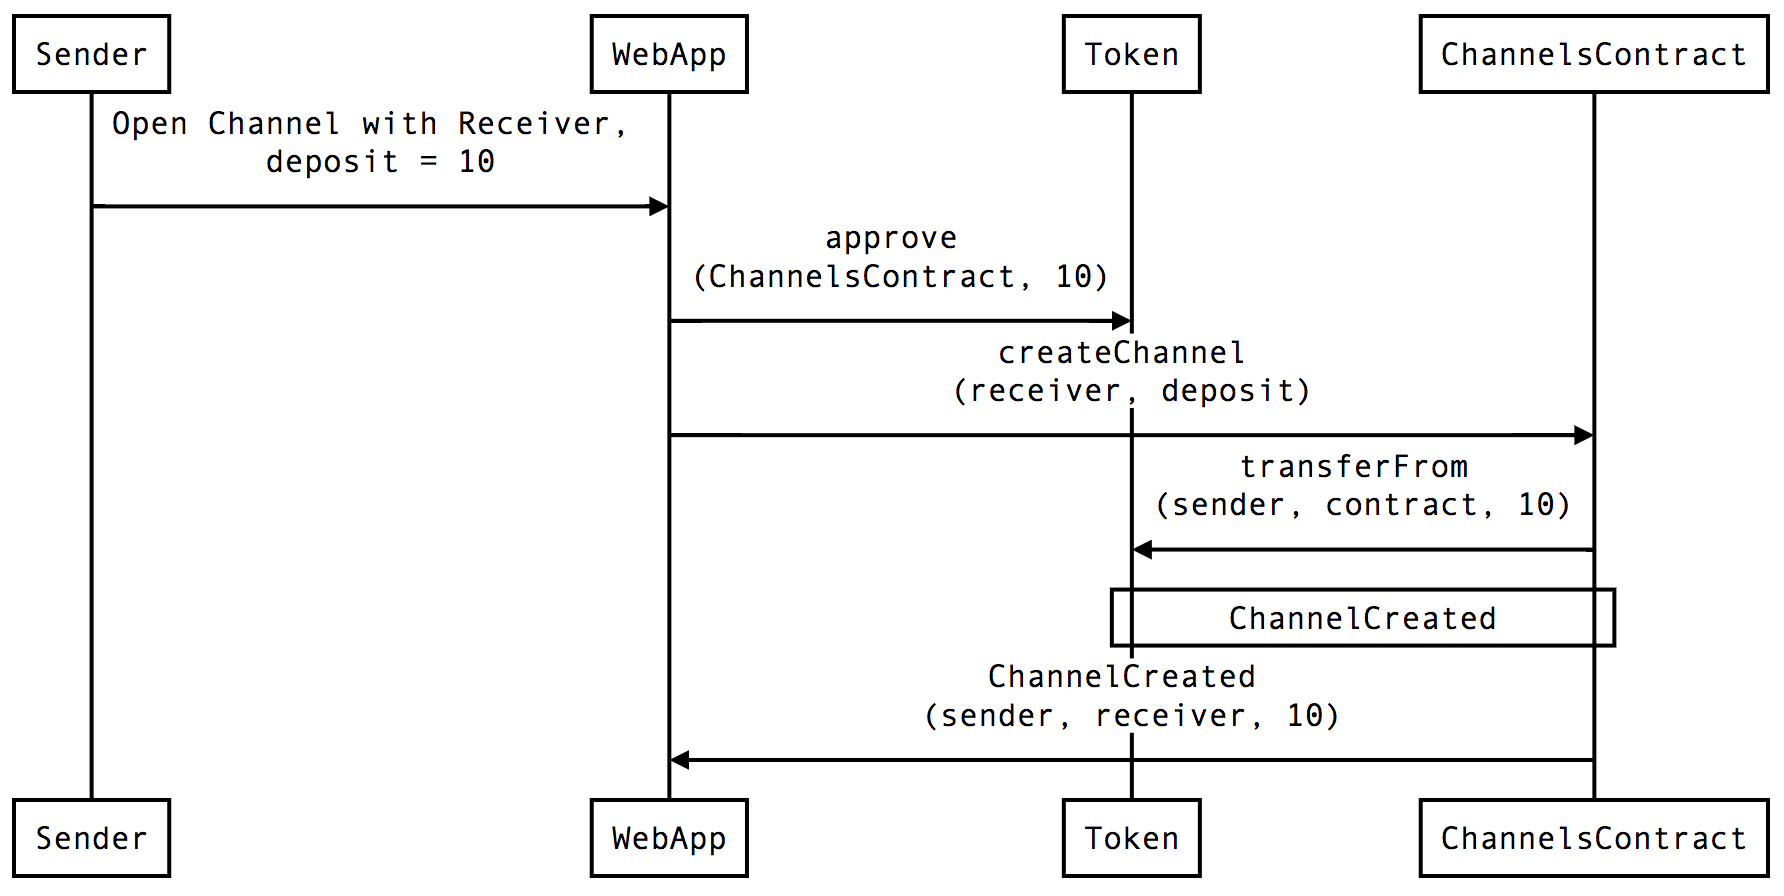 Sender
WebApp
Token
ChannelsContract
Open Channel with Receiver,
deposit = 10
approve
(ChannelsContract, 10)
createChannel
(receiver, deposit)
transferFrom
(sender, contract, 10)
ChannelCreated
ChannelCreated
(sender, receiver, 10)
Sender
WebApp
Token
ChannelsContract